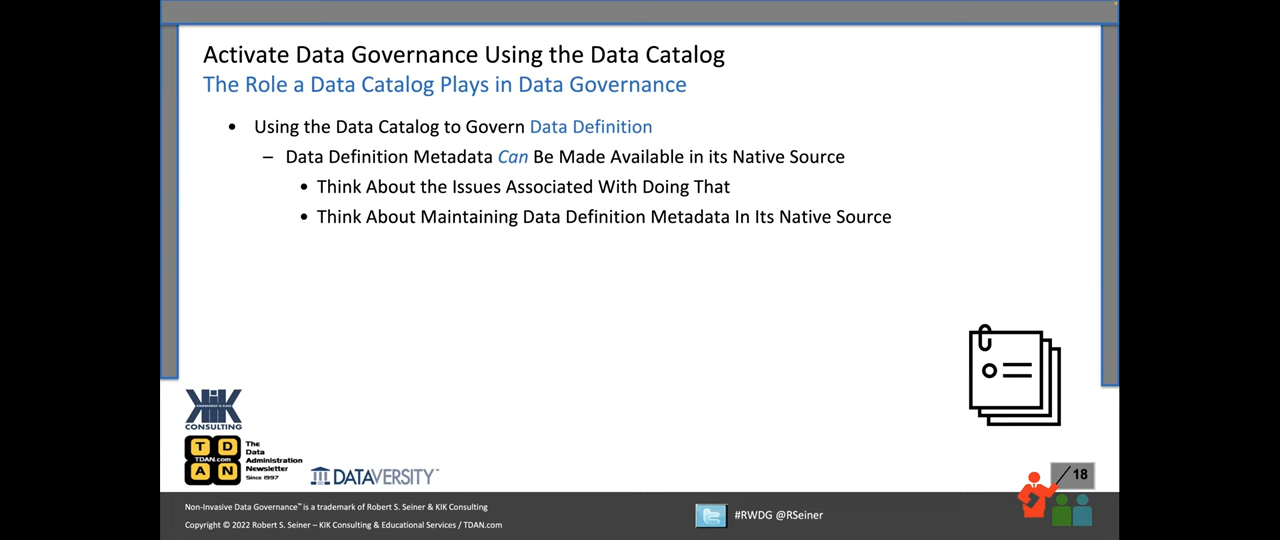 Activate Data Governance Using the Data Catalog
The Role a Data Catalog Plays in Data Governance
• Using the Data Catalog to Govern Data Definition
– Data Definition Metadata Can Be Made Available in its Native Source
• Think About the Issues Associated With Doing That
• Think About Maintaining Data Definition Metadata In Its Native Source
KIK
CONSULTING
T D
TDAN.com
A N
The
Data
Administration
Newsletter
Since 1997
DATAVERSITY™
18
Non-Invasive Data Governance™ is a trademark of Robert S. Seiner & KIK Consulting
Copyright © 2022 Robert S. Seiner – KIK Consulting & Educational Services / TDAN.com
#RWDG @RSeiner